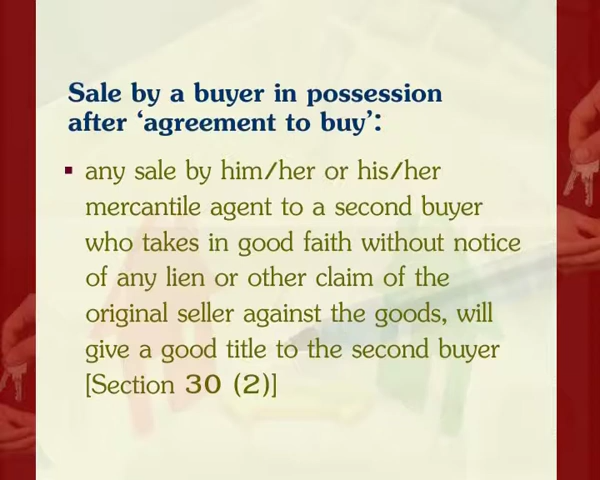 Sale by a buyer in possession
after ‘agreement to buy’:
▪ any sale by him/her or his/her
mercantile agent to a second buyer
who takes in good faith without notice
of any lien or other claim of the
original seller against the goods, will
give a good title to the second buyer
[Section 30 (2)]